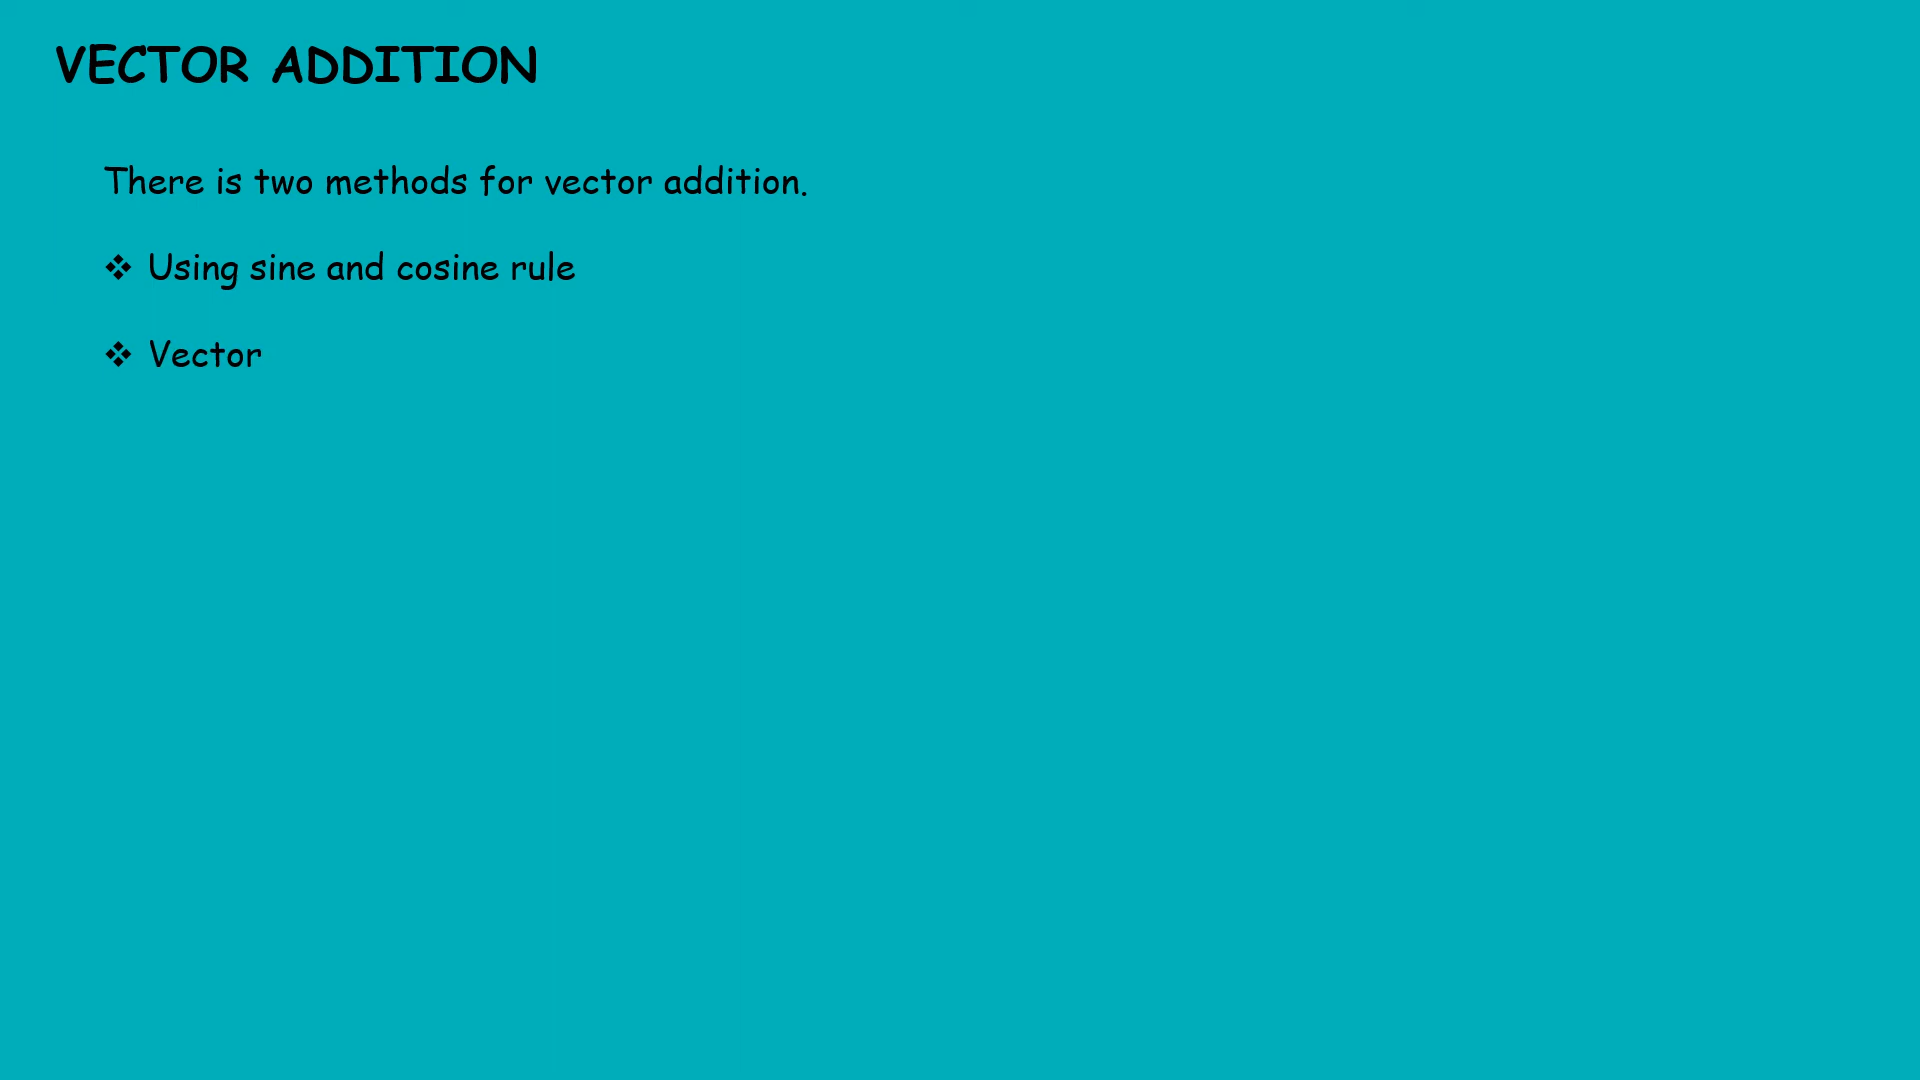 VECTOR ADDITION
There is two methods for vector addition.
❖ Using sine and cosine rule
❖ Vector